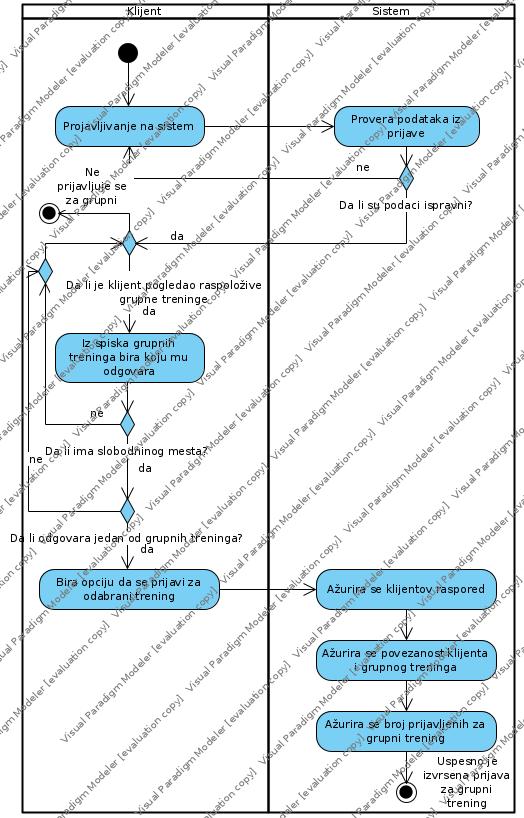 Klijent
Sistem
Projavljivanje na sistem
Provera podataka iz
prijave
ne
Ne
prijavljuje se
za grupni
Da li su podaci ispravni?
da
Da li je klijent pogledao raspoložive
grupne treninge
da
Iz spiska grupnih
treninga bira koju mu
odgovara
ne
Da li ima slobodninog mesta?
da
ne
Da li odgovara jedan od grupnih treninga?
da
Bira opciju da se prijavi za
odabrani trening
Ažurira se klijentov raspored
Ažurira se povezanost klijenta
i grupnog treninga
Ažurira se broj prijavljenih za
grupni trening
Uspesno je
izvrsena prijava
za grupni
trening
Visual Paradigm Modeler [evaluation copy]